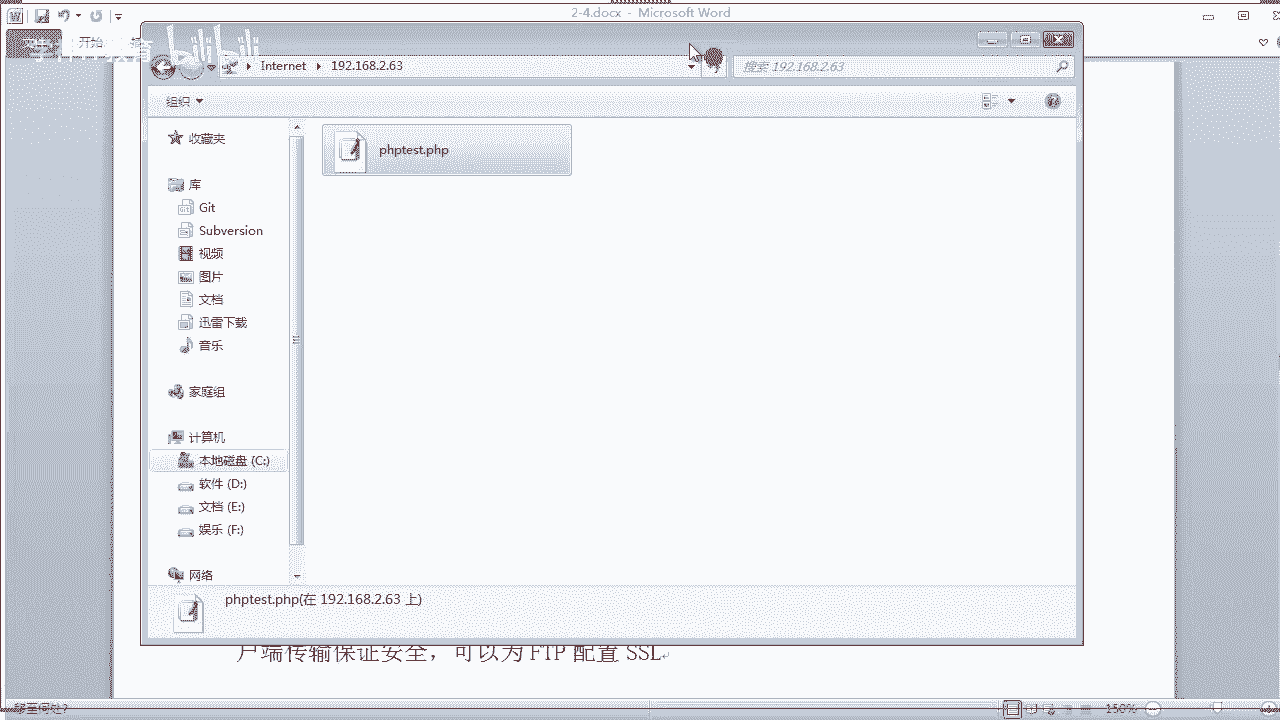 2-4.docx - Microsoft Word
开始
bilibili
Internet
192.168.2.63
搜索 192.168.2.63
组织
收藏夹
phptest.php
库
Git
Subversion
视频
图片
文档
迅雷下载
音乐
家庭组
计算机
本地磁盘 (C:)
软件 (D:)
文档 (E:)
娱乐 (F:)
网络
phptest.php(在 192.168.2.63 上)
户端传输保证安全，可以为 FTP 配置 SSL
150%